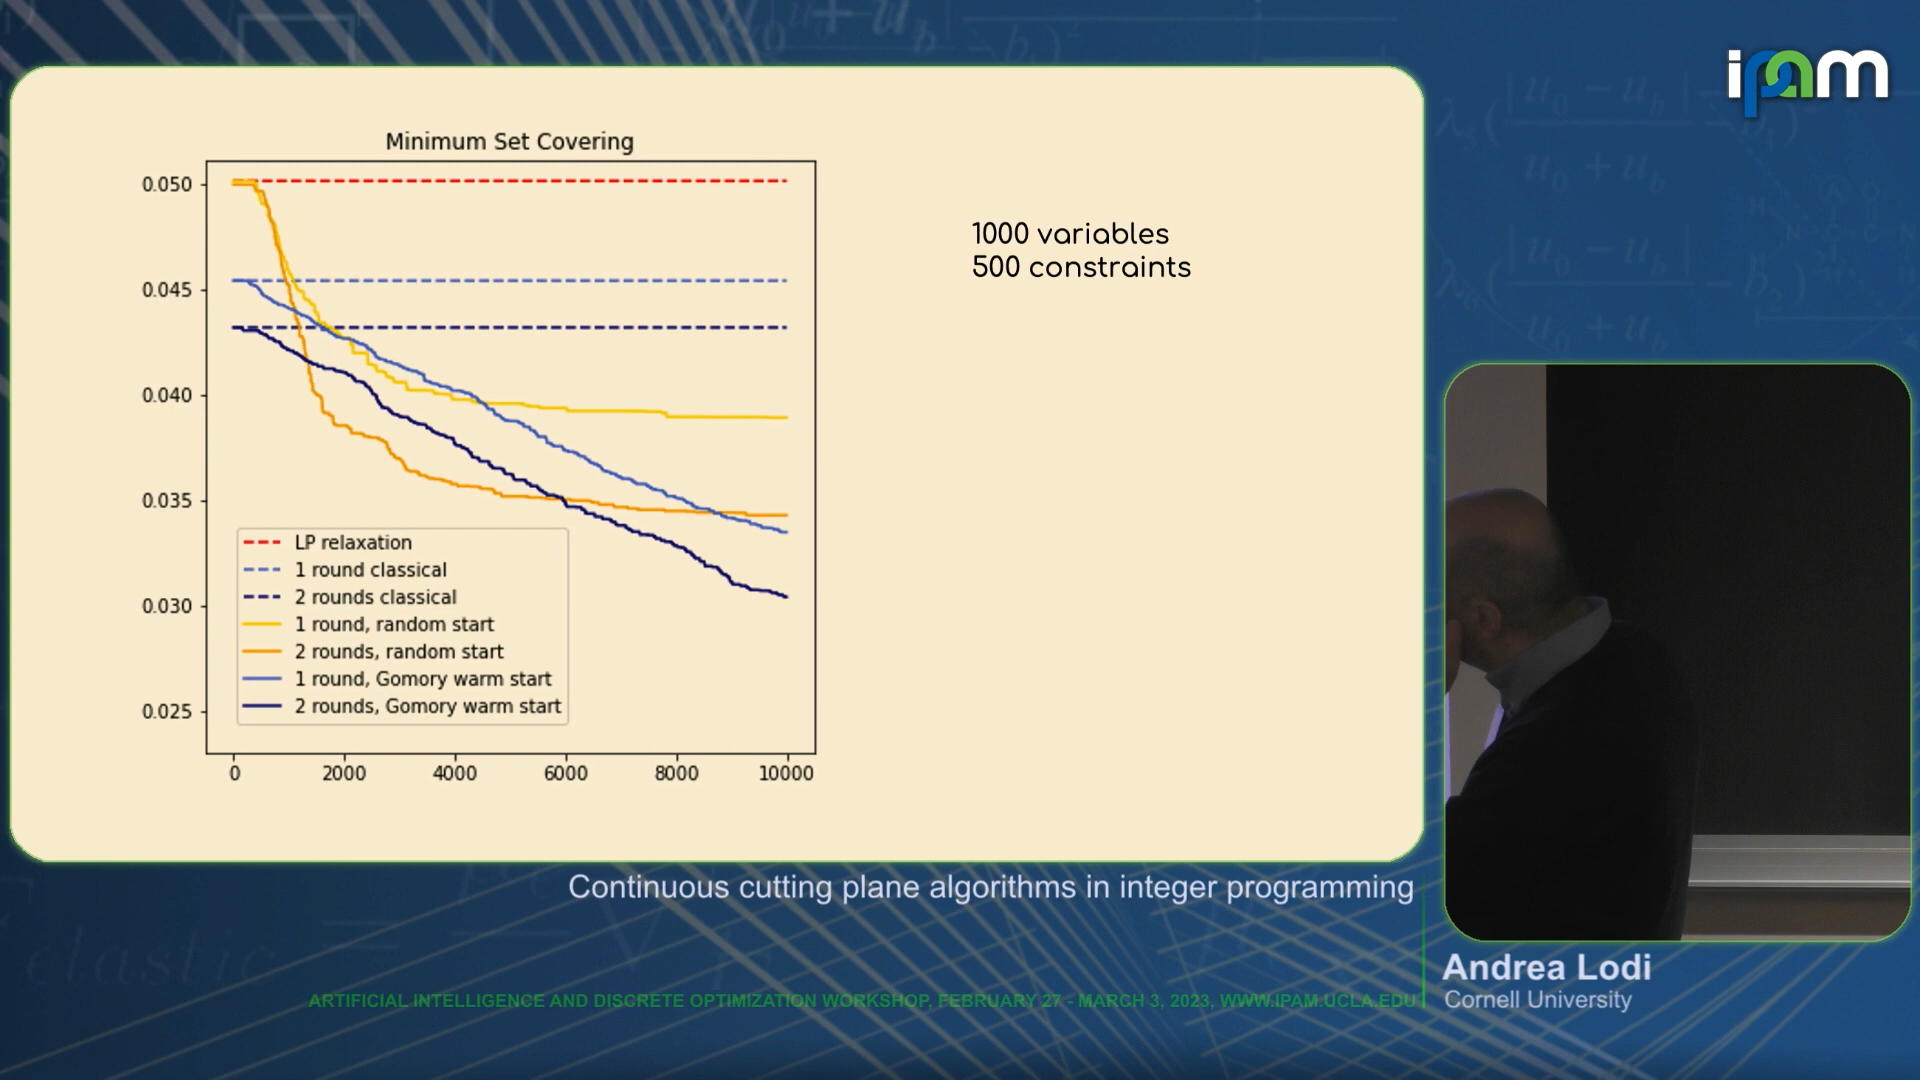 ipam
Minimum Set Covering
0.050
0.045
0.040
0.035
0.030
0.025
LP relaxation
1 round classical
2 rounds classical
1 round, random start
2 rounds, random start
1 round, Gomory warm start
2 rounds, Gomory warm start
0 2000 4000 6000 8000 10000
1000 variables
500 constraints
Continuous cutting plane algorithms in integer programming
Andrea Lodi
Cornell University
ARTIFICIAL INTELLIGENCE AND DISCRETE OPTIMIZATION WORKSHOP, FEBRUARY 27 - MARCH 3, 2023, WWW.IPAM.UCLA.EDU
elastic